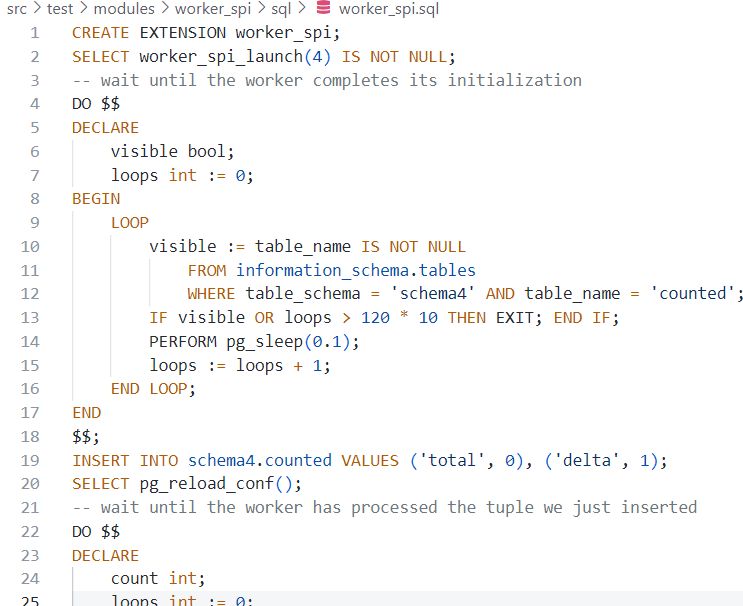 src > test > modules > worker_spi > sql > worker_spi.sql
1 CREATE EXTENSION worker_spi;
2 SELECT worker_spi_launch(4) IS NOT NULL;
3 -- wait until the worker completes its initialization
4 DO $$
5 DECLARE
6     visible bool;
7     loops int := 0;
8 BEGIN
9     LOOP
10         visible := table_name IS NOT NULL
11             FROM information_schema.tables
12             WHERE table_schema = 'schema4' AND table_name = 'counted';
13         IF visible OR loops > 120 * 10 THEN EXIT; END IF;
14         PERFORM pg_sleep(0.1);
15         loops := loops + 1;
16     END LOOP;
17 END
18 $$;
19 INSERT INTO schema4.counted VALUES ('total', 0), ('delta', 1);
20 SELECT pg_reload_conf();
21 -- wait until the worker has processed the tuple we just inserted
22 DO $$
23 DECLARE
24     count int;
25     loops int := 0;